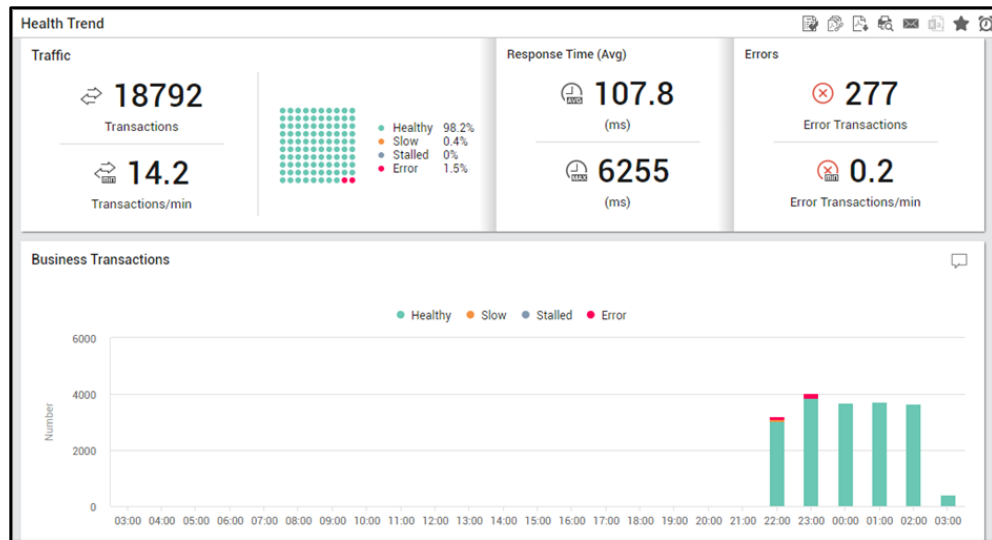 Health Trend
Traffic
18792
Transactions
14.2
min
Transactions/min
Healthy 98.2%
Slow 0.4%
Stalled 0%
Error 1.5%
Response Time (Avg)
AVG
107.8
(ms)
MAX
6255
(ms)
Errors
277
Error Transactions
min
0.2
Error Transactions/min
Business Transactions
Healthy Slow Stalled Error
Number
6000
4000
2000
0
03:00 04:00 05:00 06:00 07:00 08:00 09:00 10:00 11:00 12:00 13:00 14:00 15:00 16:00 17:00 18:00 19:00 20:00 21:00 22:00 23:00 00:00 01:00 02:00 03:00